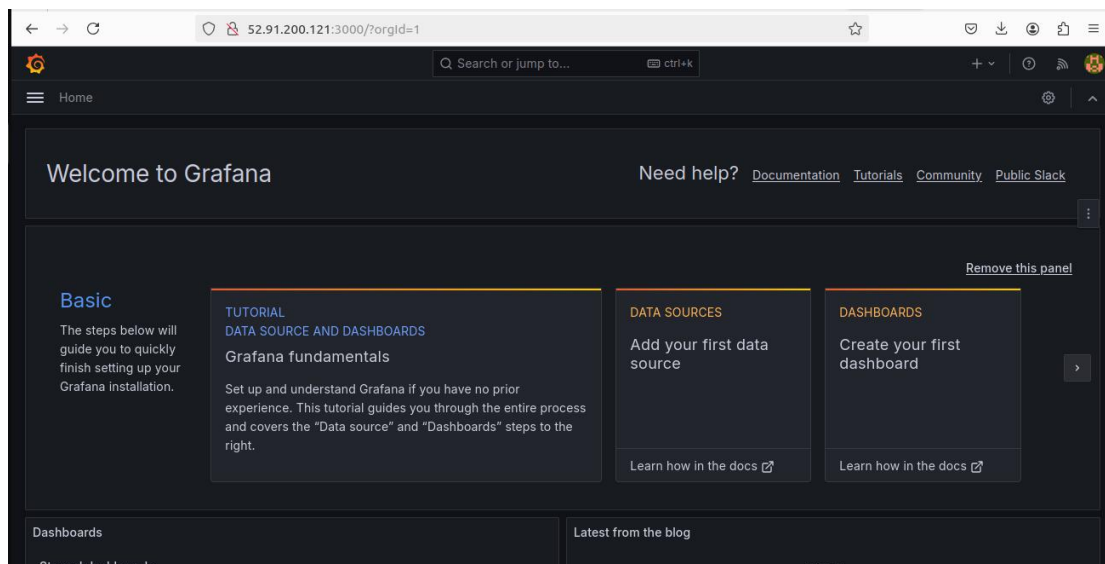 52.91.200.121:3000/?orgId=1
Search or jump to... ctrl+k
Home
Welcome to Grafana
Need help? Documentation Tutorials Community Public Slack
Remove this panel
Basic
The steps below will
guide you to quickly
finish setting up your
Grafana installation.
TUTORIAL
DATA SOURCE AND DASHBOARDS
Grafana fundamentals
Set up and understand Grafana if you have no prior
experience. This tutorial guides you through the entire process
and covers the “Data source” and “Dashboards” steps to the
right.
DATA SOURCES
Add your first data
source
Learn how in the docs
DASHBOARDS
Create your first
dashboard
Learn how in the docs
Dashboards
Latest from the blog